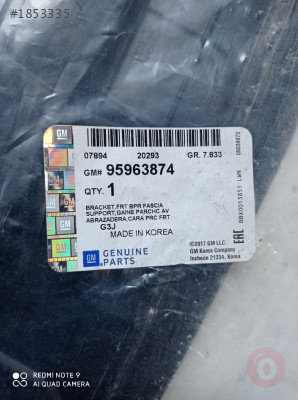 #1853335
07894 20293 GR. 7.833
GM# 95963874
QTY. 1
BRACKET,FRT BPR FASCIA
SUPPORT,GAINE PARCHC AV
ABRAZADERA,CARA PRC FRT
G3J
MADE IN KOREA
GM
GENUINE
PARTS
©2017 GM LLC
GM Korea Company
Incheon 21334, Korea
EAC
REDMI NOTE 9
AI QUAD CAMERA